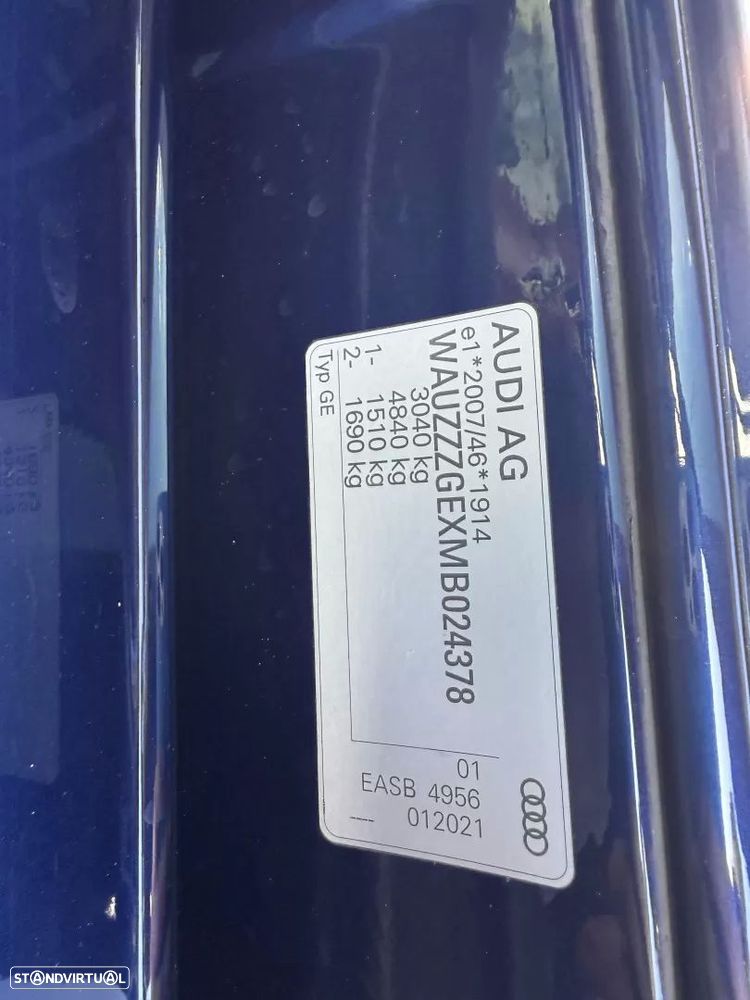 AUDI AG
e1*2007/46*1914
WAUZZZGEXMB024378
3040 kg
4840 kg
1- 1510 kg
2- 1690 kg
Typ GE
01
EASB 4956
--- 012021
STANDVIRTUAL